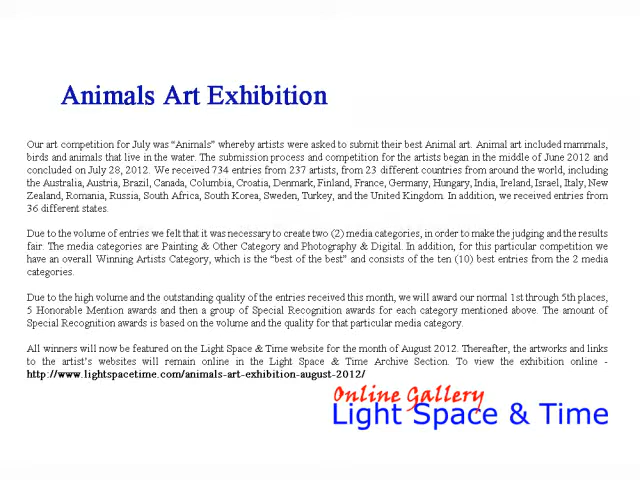 Animals Art Exhibition
Our art competition for July was “Animals” whereby artists were asked to submit their best Animal art. Animal art included mammals,
birds and animals that live in the water. The submission process and competition for the artists began in the middle of June 2012 and
concluded on July 28, 2012. We received 734 entries from 237 artists, from 23 different countries from around the world, including
the Australia, Austria, Brazil, Canada, Columbia, Croatia, Denmark, Finland, France, Germany, Hungary, India, Ireland, Israel, Italy, New
Zealand, Romania, Russia, South Africa, South Korea, Sweden, Turkey, and the United Kingdom. In addition, we received entries from
36 different states.
Due to the volume of entries we felt that it was necessary to create two (2) media categories, in order to make the judging and the results
fair. The media categories are Painting & Other Category and Photography & Digital. In addition, for this particular competition we
have an overall Winning Artists Category, which is the “best of the best” and consists of the ten (10) best entries from the 2 media
categories.
Due to the high volume and the outstanding quality of the entries received this month, we will award our normal 1st through 5th places,
5 Honorable Mention awards and then a group of Special Recognition awards for each category mentioned above. The amount of
Special Recognition awards is based on the volume and the quality for that particular media category.
All winners will now be featured on the Light Space & Time website for the month of August 2012. Thereafter, the artworks and links
to the artist’s websites will remain online in the Light Space & Time Archive Section. To view the exhibition online -
http://www.lightspacetime.com/animals-art-exhibition-august-2012/
Online Gallery
Light Space & Time